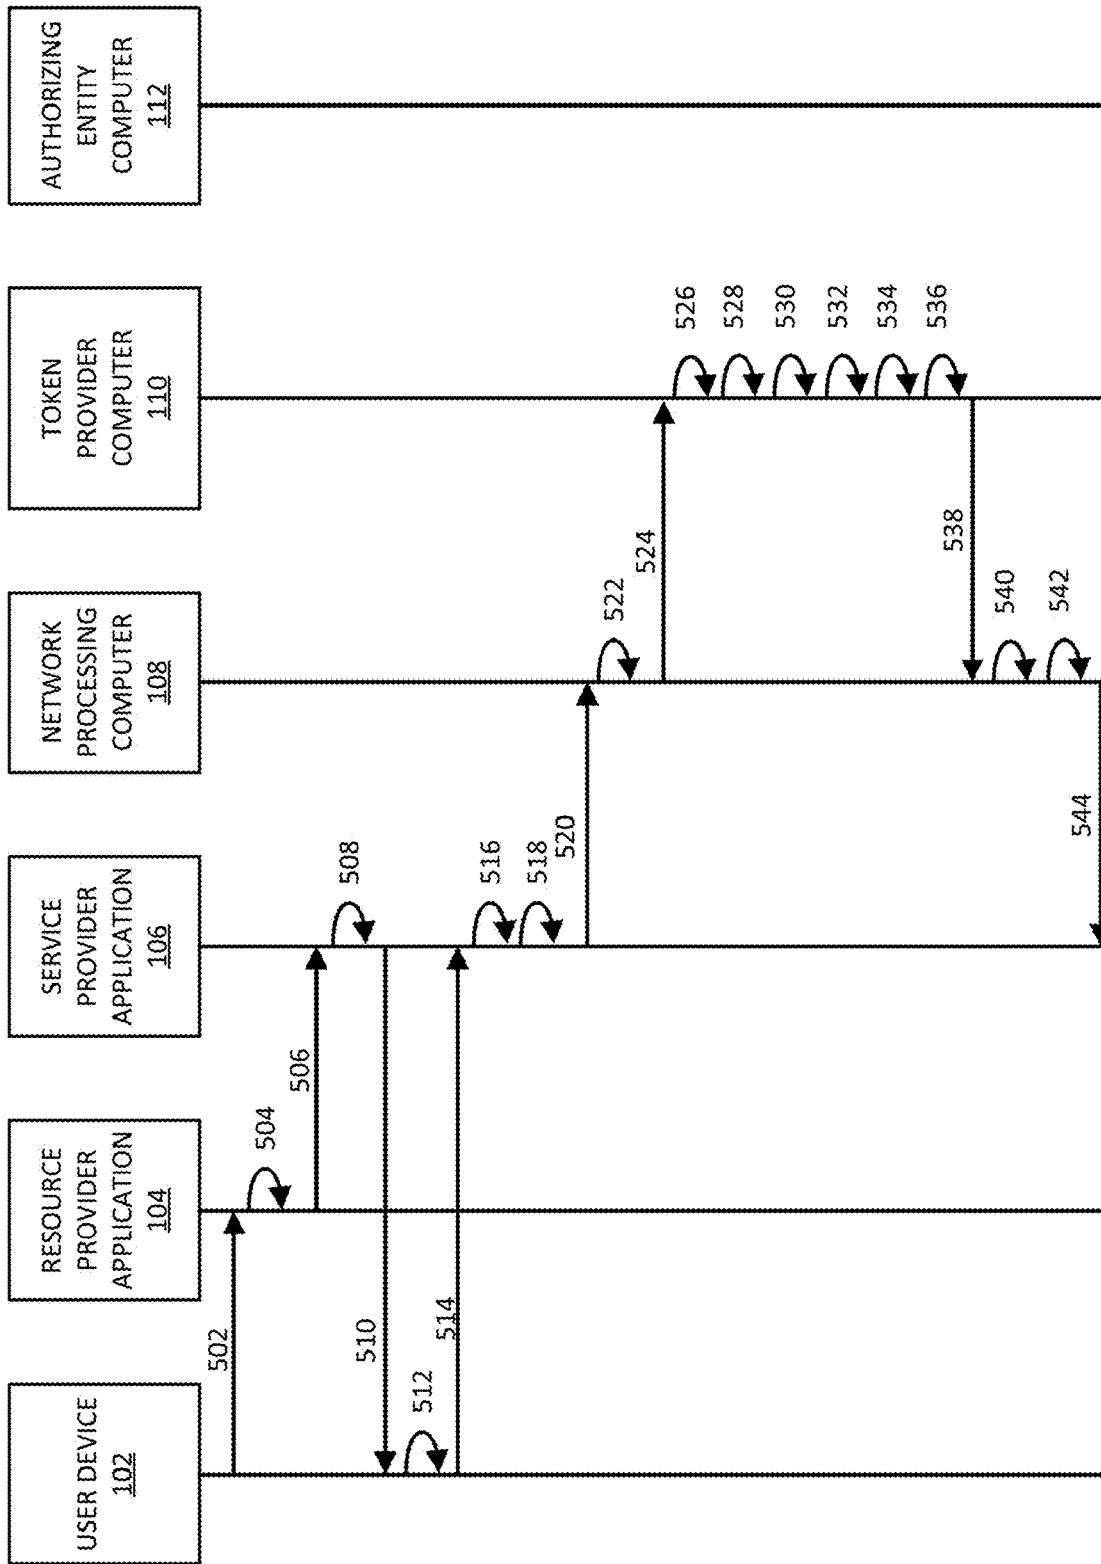 USER DEVICE
102
RESOURCE
PROVIDER
APPLICATION
104
SERVICE
PROVIDER
APPLICATION
106
NETWORK
PROCESSING
COMPUTER
108
TOKEN
PROVIDER
COMPUTER
110
AUTHORIZING
ENTITY
COMPUTER
112
502
504
506
508
510
512
514
516
518
520
522
524
526
528
530
532
534
536
538
540
542
544